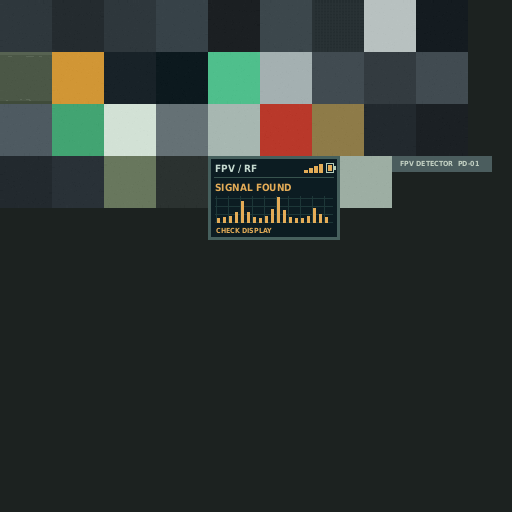 FPV / RF
SIGNAL FOUND
CHECK DISPLAY
FPV DETECTOR PD-01